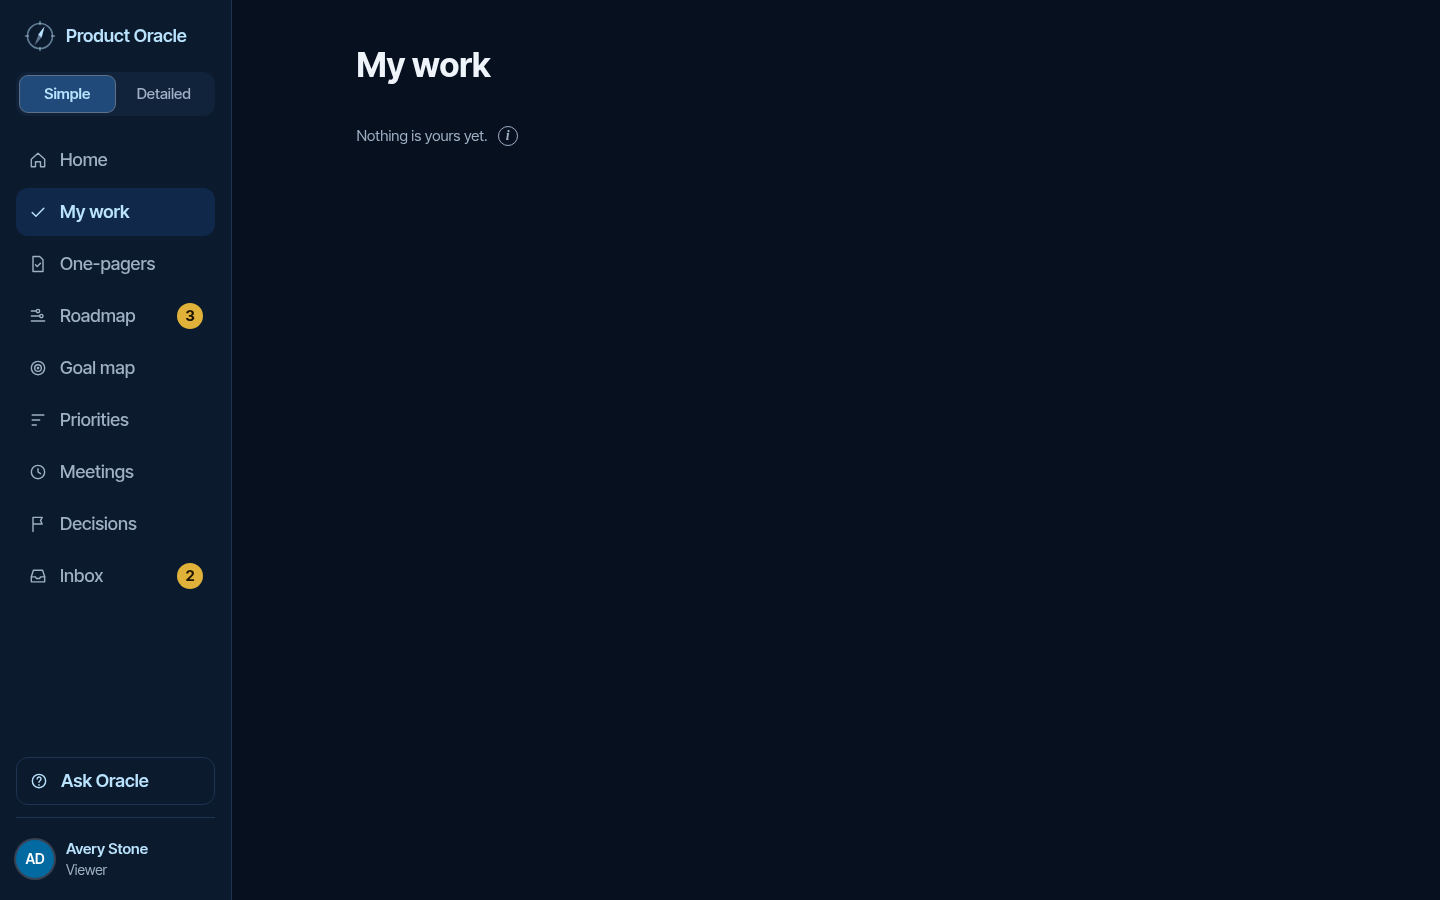 Product Oracle
Simple
Detailed
Home
My work
One-pagers
Roadmap
3
Goal map
Priorities
Meetings
Decisions
Inbox
2
Ask Oracle
AD
Avery Stone
Viewer
My work
Nothing is yours yet. i